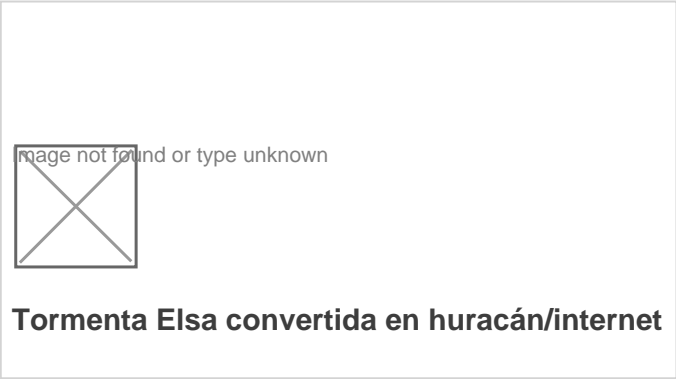 Image not found or type unknown
Tormenta Elsa convertida en huracán/internet